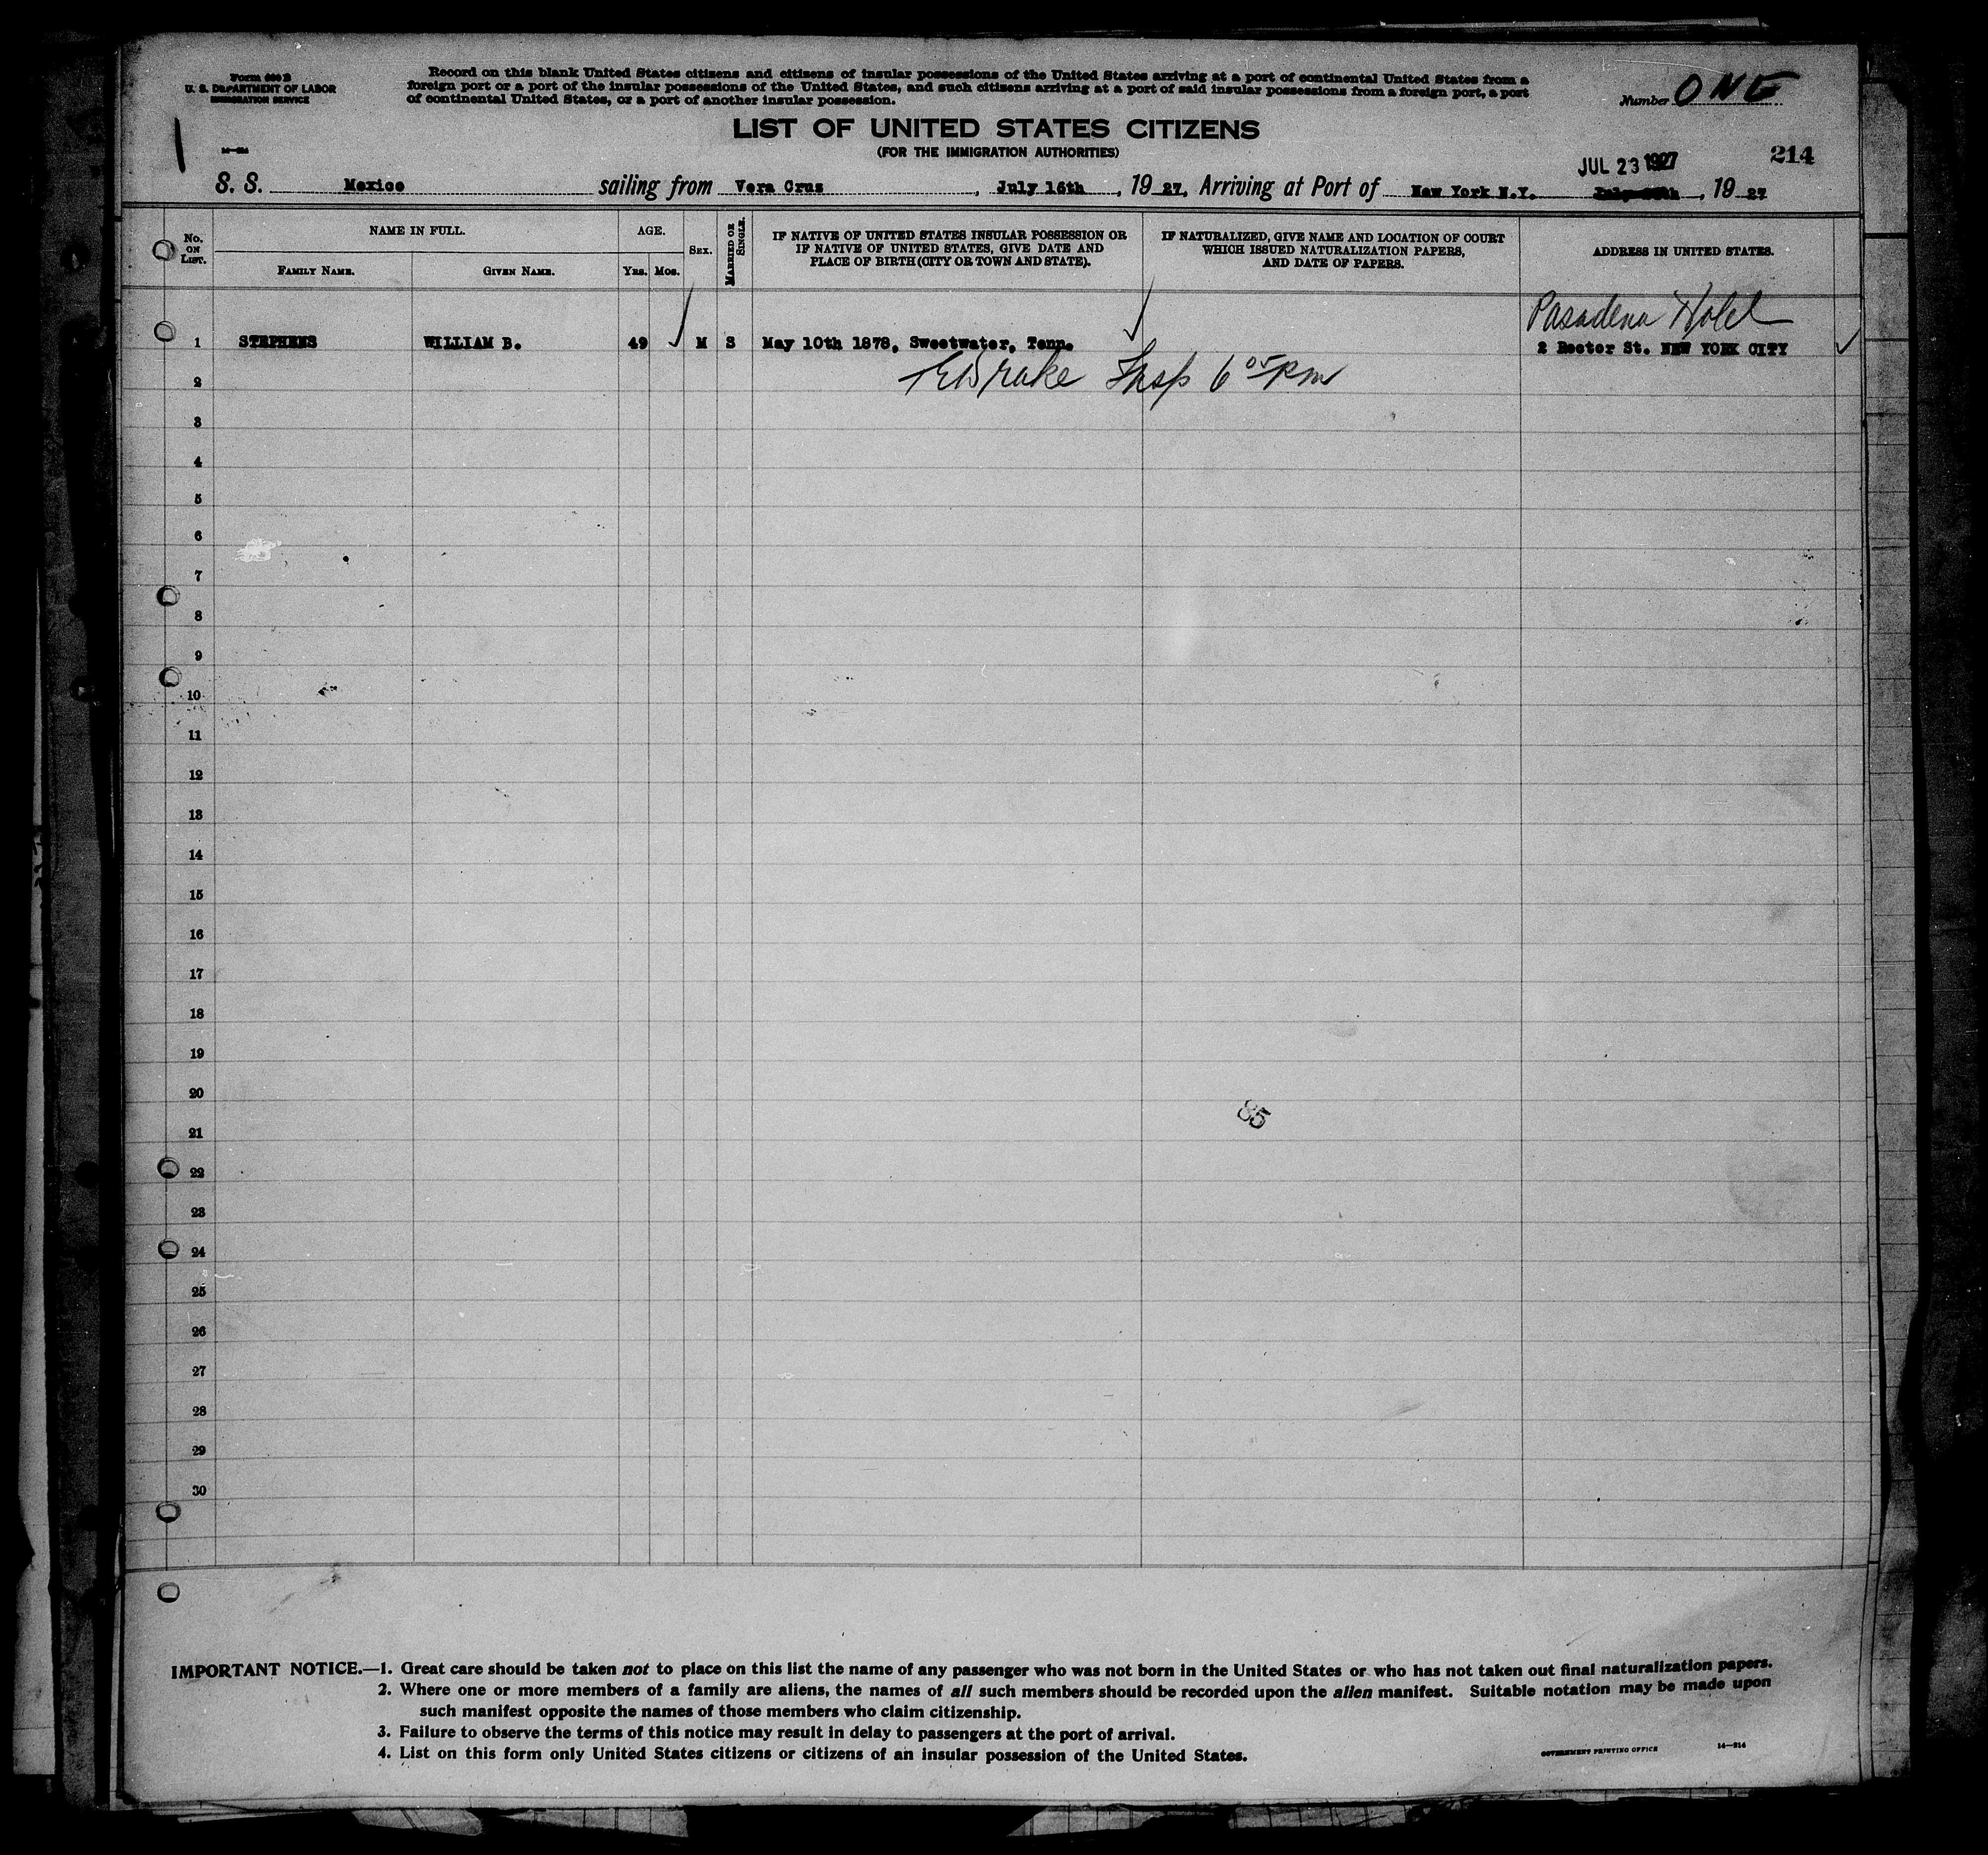 Form 630 B
U. S. DEPARTMENT OF LABOR
IMMIGRATION SERVICE
Record on this blank United States citizens and citizens of insular possessions of the United States arriving at a port of continental United States from a
foreign port or a port of the insular possessions of the United States, and such citizens arriving at a port of said insular possessions from a foreign port, a port
of continental United States, or a port of another insular possession.
Number ONE
LIST OF UNITED STATES CITIZENS
(FOR THE IMMIGRATION AUTHORITIES)
JUL 23 1927
214
S. S. Mexico sailing from Vera Cruz, July 16th, 1927, Arriving at Port of New York N.Y. , 1927
No. ON LIST.
NAME IN FULL.
FAMILY NAME.
GIVEN NAME.
AGE.
YRS. MOS.
SEX.
MARRIED OR SINGLE.
IF NATIVE OF UNITED STATES INSULAR POSSESSION OR
IF NATIVE OF UNITED STATES, GIVE DATE AND
PLACE OF BIRTH (CITY OR TOWN AND STATE).
IF NATURALIZED, GIVE NAME AND LOCATION OF COURT
WHICH ISSUED NATURALIZATION PAPERS,
AND DATE OF PAPERS.
ADDRESS IN UNITED STATES.
Pasadena Hotel
1 STEPHENS WILLIAM B. 49 M S May 10th 1878, Sweetwater, Tenn. 2 Rector St. NEW YORK CITY
2 Drake Insp 6 05 pm
3
4
5
6
7
8
9
10
11
12
13
14
15
16
17
18
19
20
85
21
22
23
24
25
26
27
28
29
30
IMPORTANT NOTICE.—1. Great care should be taken not to place on this list the name of any passenger who was not born in the United States or who has not taken out final naturalization papers.
2. Where one or more members of a family are aliens, the names of all such members should be recorded upon the alien manifest. Suitable notation may be made upon
such manifest opposite the names of those members who claim citizenship.
3. Failure to observe the terms of this notice may result in delay to passengers at the port of arrival.
4. List on this form only United States citizens or citizens of an insular possession of the United States.
GOVERNMENT PRINTING OFFICE
14—214